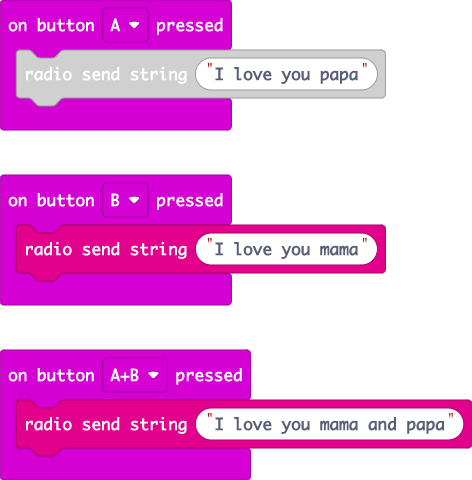 on button A pressed
radio send string "I love you papa"
on button B pressed
radio send string "I love you mama"
on button A+B pressed
radio send string "I love you mama and papa"